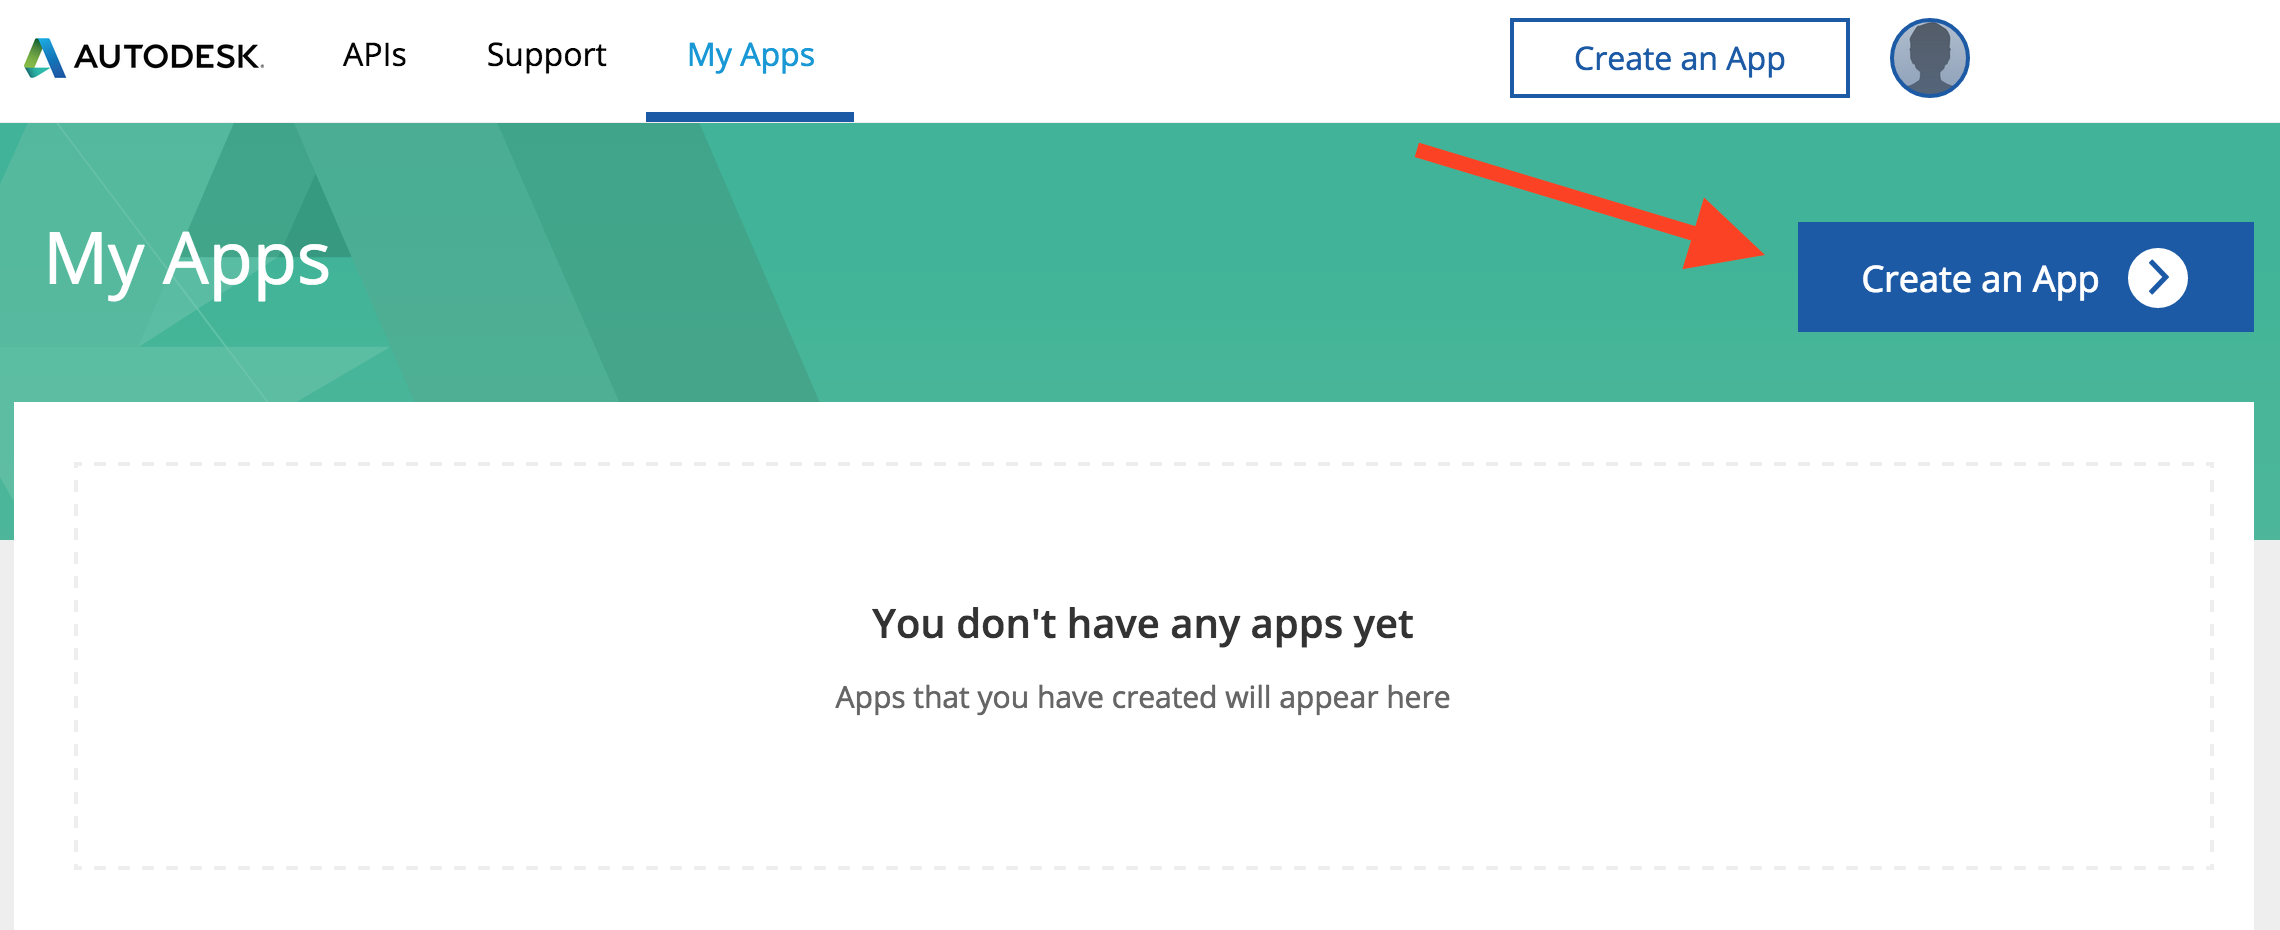 AUTODESK.
APIs
Support
My Apps
Create an App
My Apps
Create an App
You don't have any apps yet
Apps that you have created will appear here